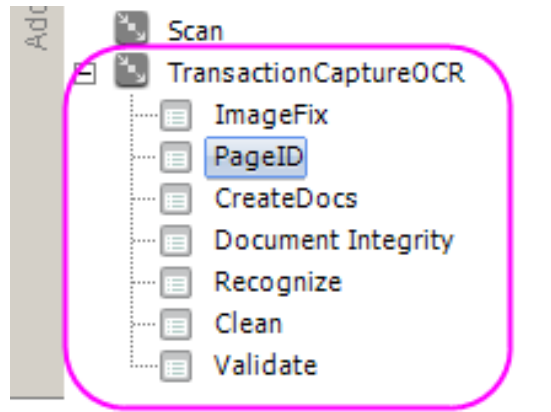 Scan
TransactionCaptureOCR
ImageFix
PageID
CreateDocs
Document Integrity
Recognize
Clean
Validate